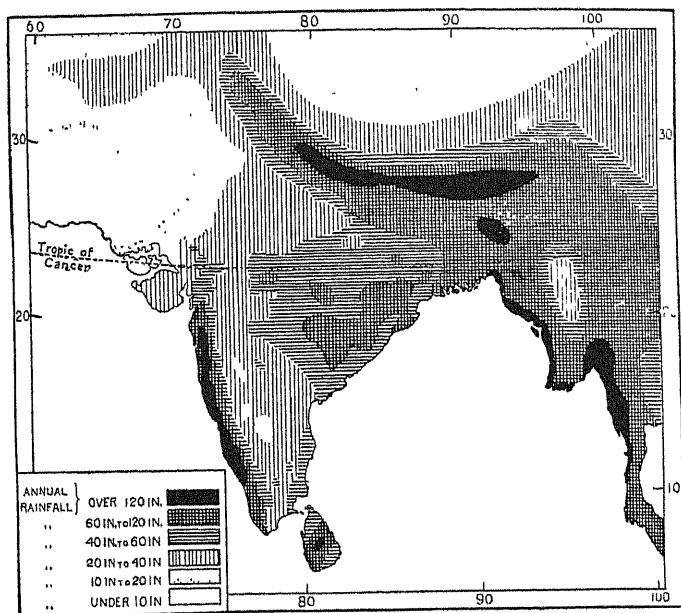 60 70 80 90 100
30 30
Tropic of
Cancer
20 20
10
ANNUAL
RAINFALL } OVER 120 IN.
" 60 IN. TO 120 IN.
" 40 IN. TO 60 IN
" 20 IN TO 40 IN
" 10 IN TO 20 IN
" UNDER 10 IN
80 90 100